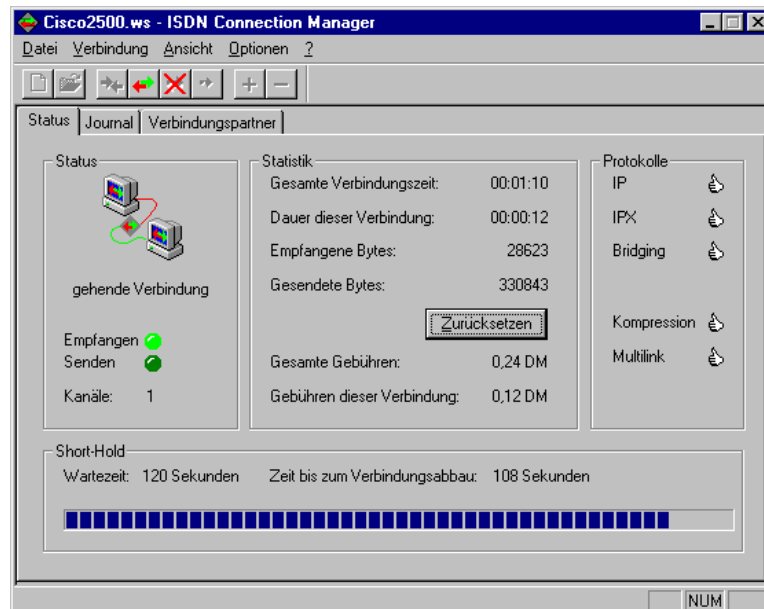 Cisco2500.ws - ISDN Connection Manager
Datei Verbindung Ansicht Optionen ?
Status Journal Verbindungspartner
Status
gehende Verbindung
Empfangen
Senden
Kanäle: 1
Statistik
Gesamte Verbindungszeit: 00:01:10
Dauer dieser Verbindung: 00:00:12
Empfangene Bytes: 28623
Gesendete Bytes: 330843
Zurücksetzen
Gesamte Gebühren: 0,24 DM
Gebühren dieser Verbindung: 0,12 DM
Protokolle
IP
IPX
Bridging
Kompression
Multilink
Short-Hold
Wartezeit: 120 Sekunden Zeit bis zum Verbindungsabbau: 108 Sekunden
NUM